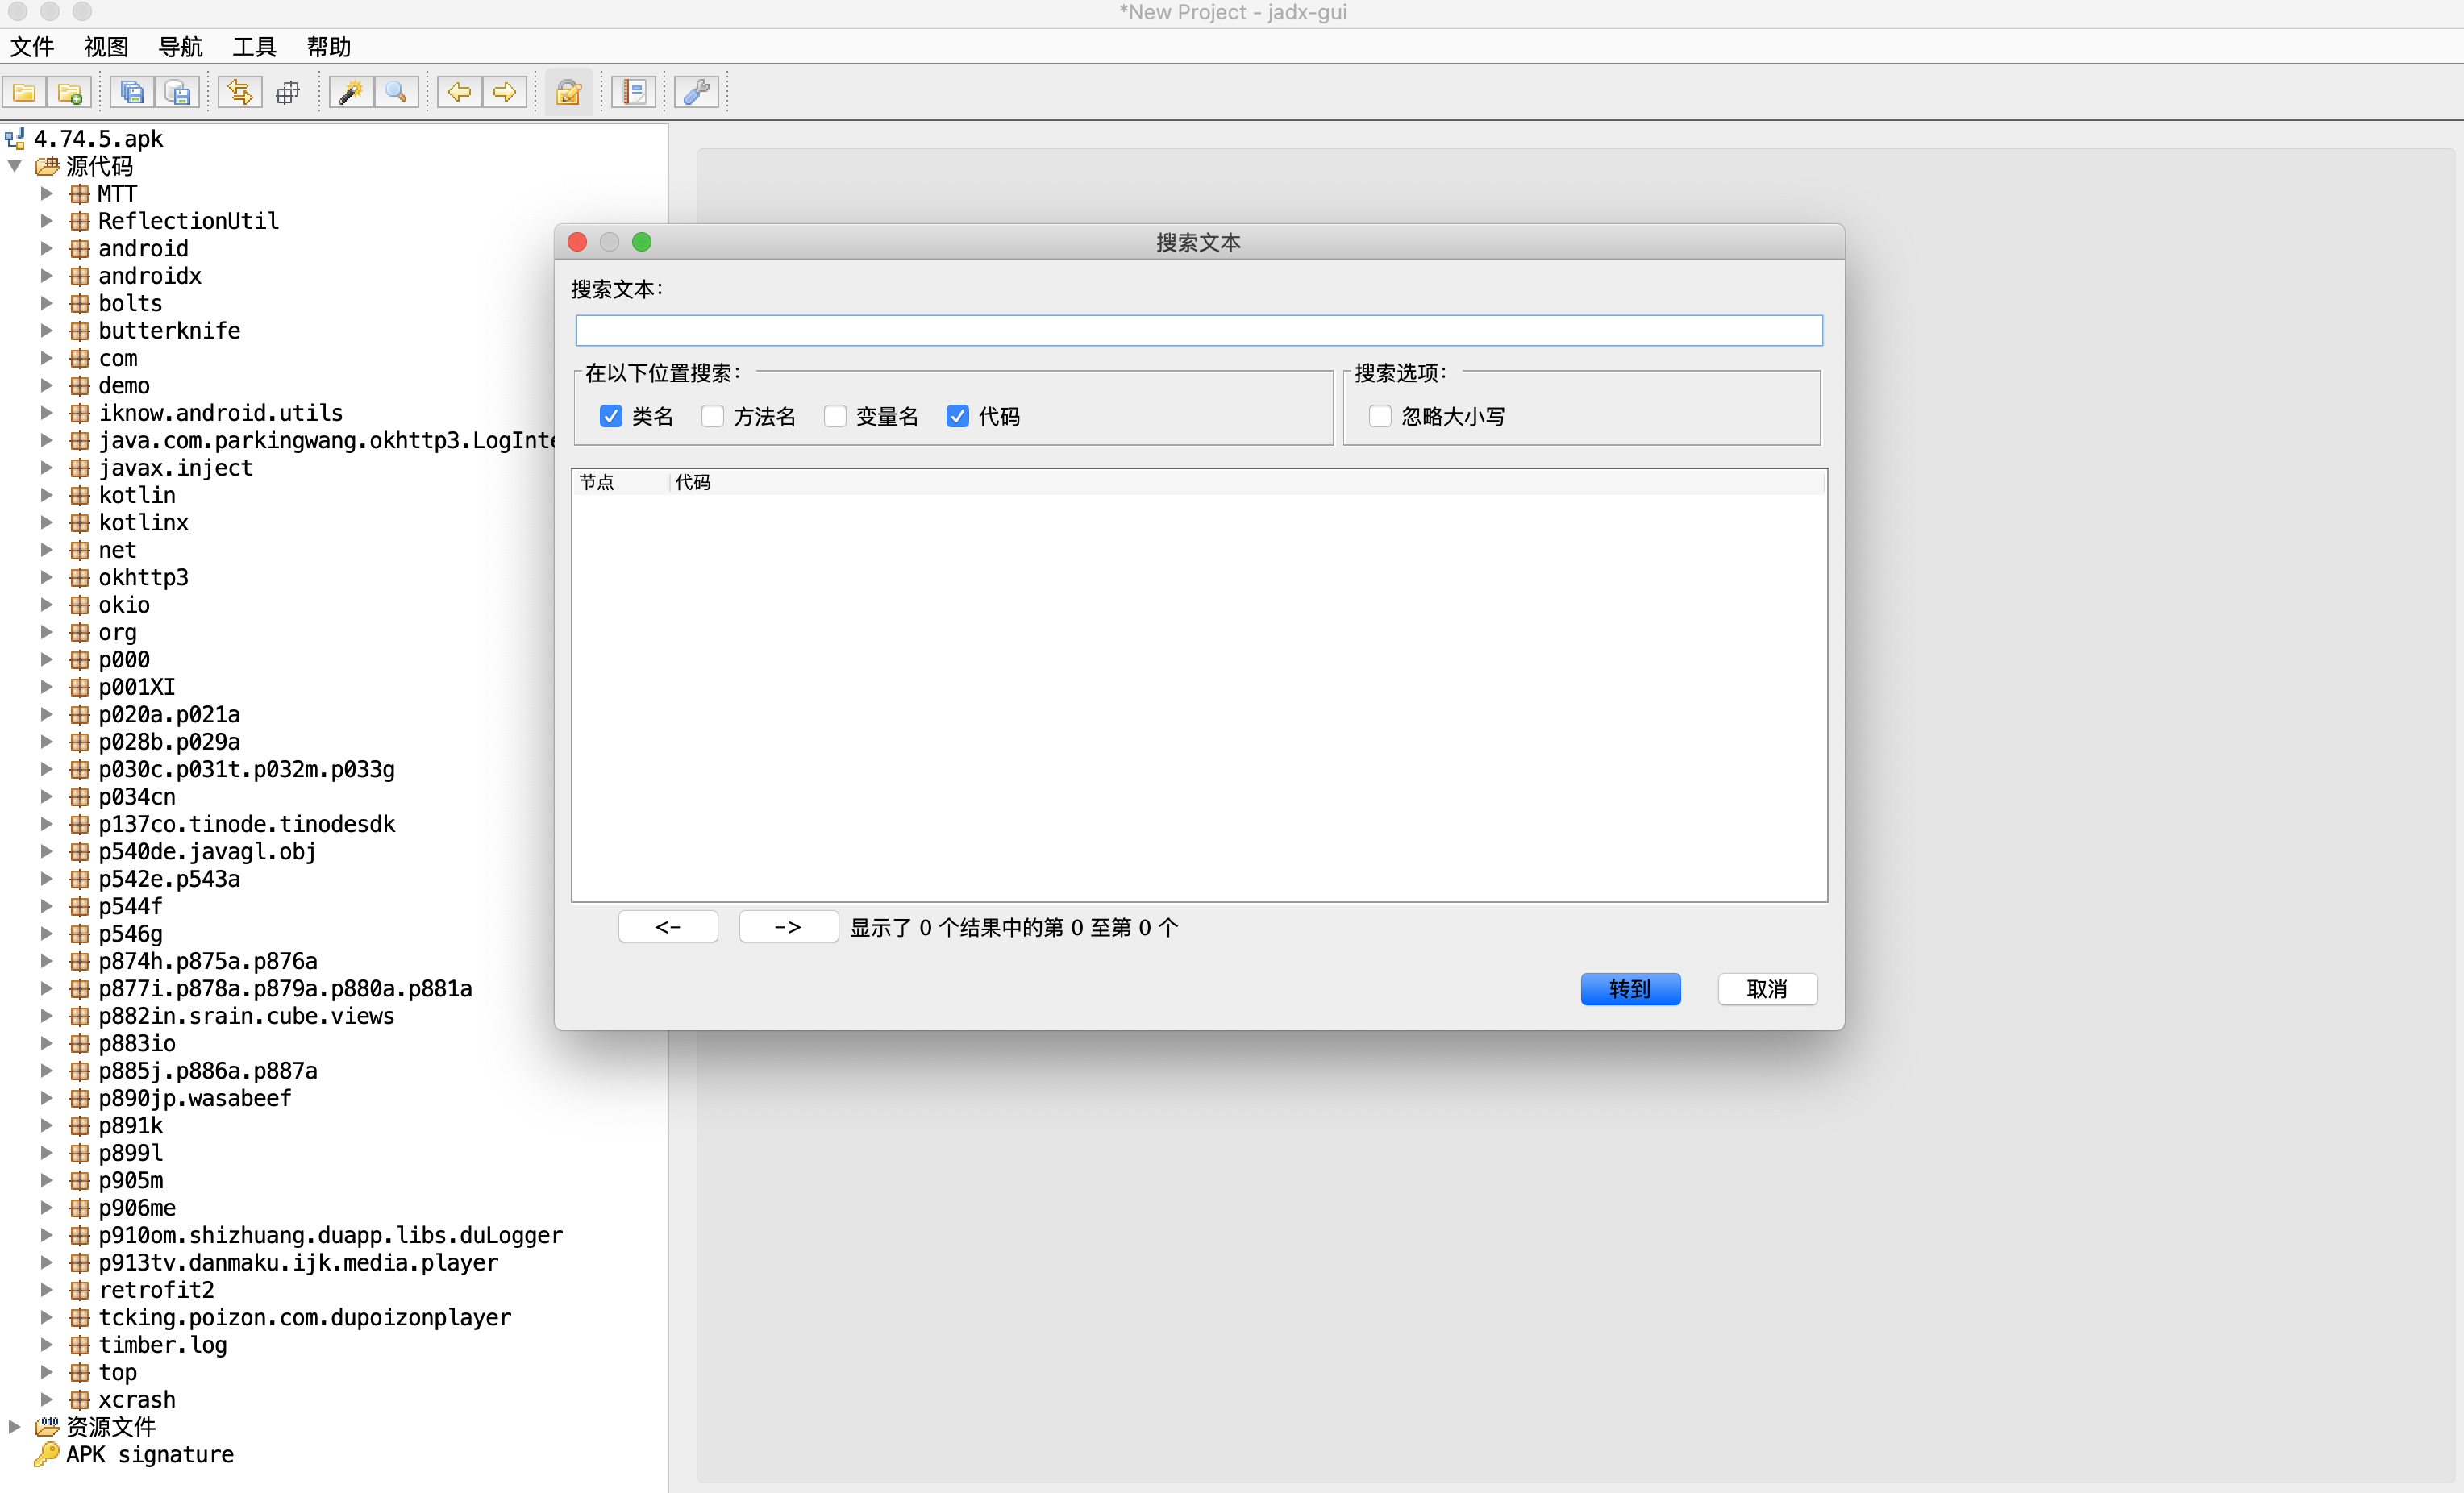 *New Project - jadx-gui
文件 视图 导航 工具 帮助
4.74.5.apk
源代码
MTT
ReflectionUtil
android
androidx
bolts
butterknife
com
demo
iknow.android.utils
java.com.parkingwang.okhttp3.LogInte
javax.inject
kotlin
kotlinx
net
okhttp3
okio
org
p000
p001XI
p020a.p021a
p028b.p029a
p030c.p031t.p032m.p033g
p034cn
p137co.tinode.tinodesdk
p540de.javagl.obj
p542e.p543a
p544f
p546g
p874h.p875a.p876a
p877i.p878a.p879a.p880a.p881a
p882in.srain.cube.views
p883io
p885j.p886a.p887a
p890jp.wasabeef
p891k
p899l
p905m
p906me
p910om.shizhuang.duapp.libs.duLogger
p913tv.danmaku.ijk.media.player
retrofit2
tcking.poizon.com.dupoizonplayer
timber.log
top
xcrash
资源文件
APK signature
搜索文本
搜索文本:
在以下位置搜索: 搜索选项:
类名 方法名 变量名 代码 忽略大小写
节点 代码
<- -> 显示了 0 个结果中的第 0 至第 0 个
转到 取消